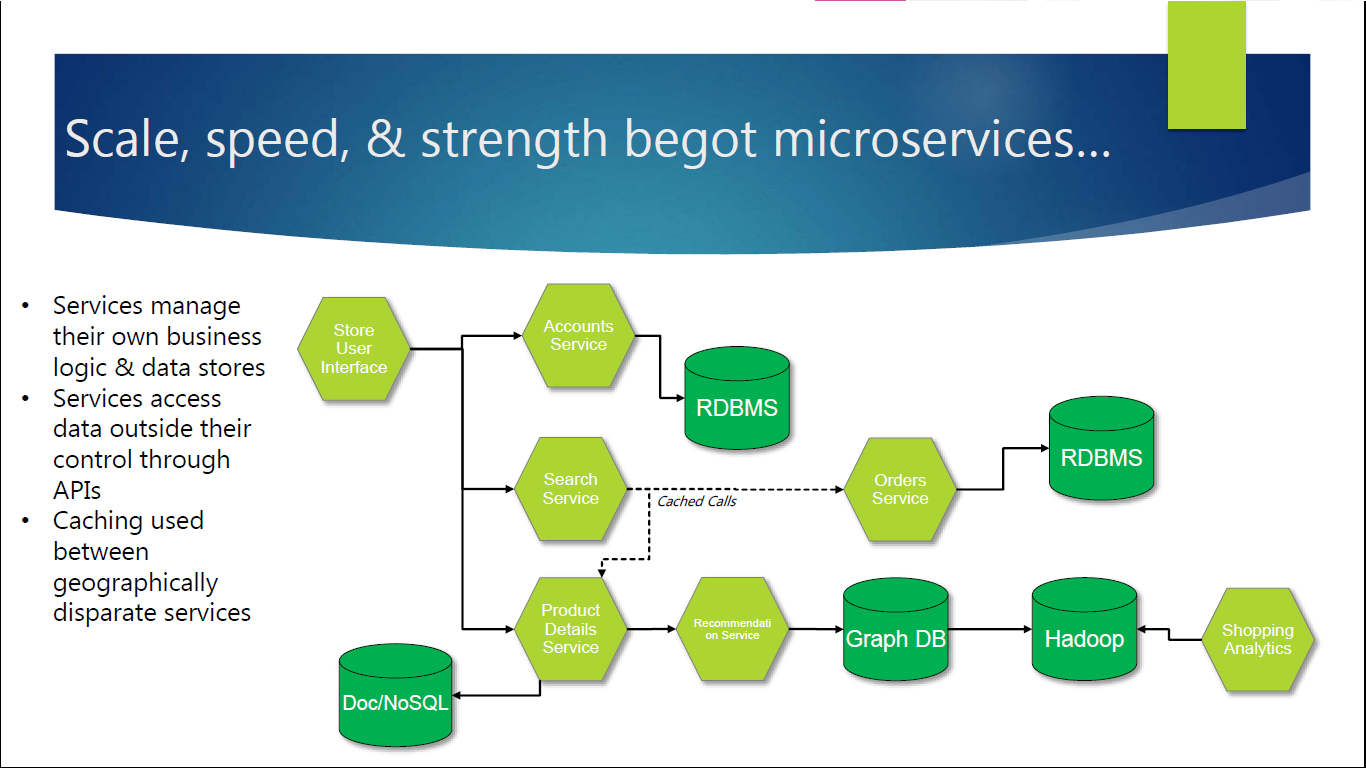 Scale, speed, & strength begot microservices...
• Services manage
their own business
logic & data stores
• Services access
data outside their
control through
APIs
• Caching used
between
geographically
disparate services
Store
User
Interface
Accounts
Service
RDBMS
Search
Service
Cached Calls
Orders
Service
RDBMS
Product
Details
Service
Recommendati
on Service
Graph DB
Hadoop
Shopping
Analytics
Doc/NoSQL